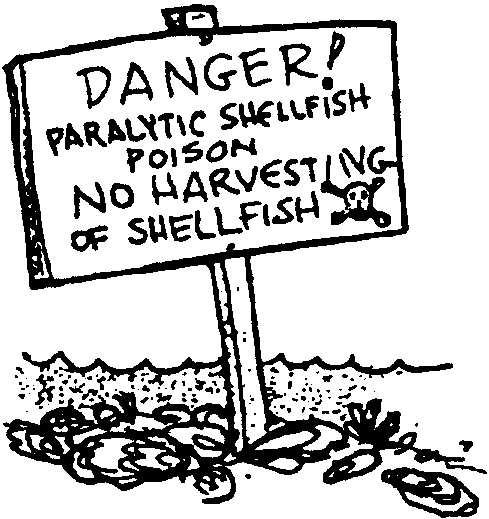 DANGER!
PARALYTIC SHELLFISH
POISON
NO HARVESTING
OF SHELLFISH